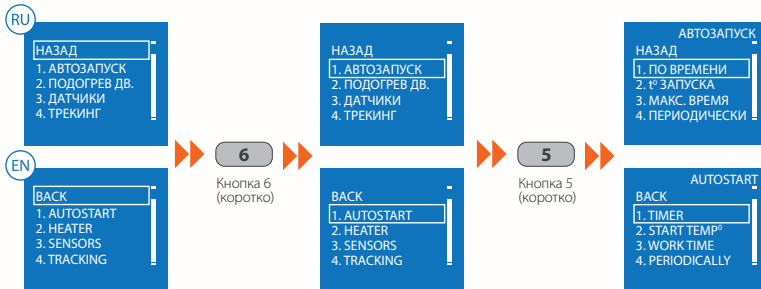 RU
НАЗАД
1. АВТОЗАПУСК
2. ПОДОГРЕВ ДВ.
3. ДАТЧИКИ
4. ТРЕКИНГ
6
Кнопка 6
(коротко)
НАЗАД
1. АВТОЗАПУСК
2. ПОДОГРЕВ ДВ.
3. ДАТЧИКИ
4. ТРЕКИНГ
5
Кнопка 5
(коротко)
АВТОЗАПУСК
НАЗАД
1. ПО ВРЕМЕНИ
2. t⁰ ЗАПУСКА
3. МАКС. ВРЕМЯ
4. ПЕРИОДИЧЕСКИ
EN
BACK
1. AUTOSTART
2. HEATER
3. SENSORS
4. TRACKING
BACK
1. AUTOSTART
2. HEATER
3. SENSORS
4. TRACKING
AUTOSTART
BACK
1. TIMER
2. START TEMP⁰
3. WORK TIME
4. PERIODICALLY